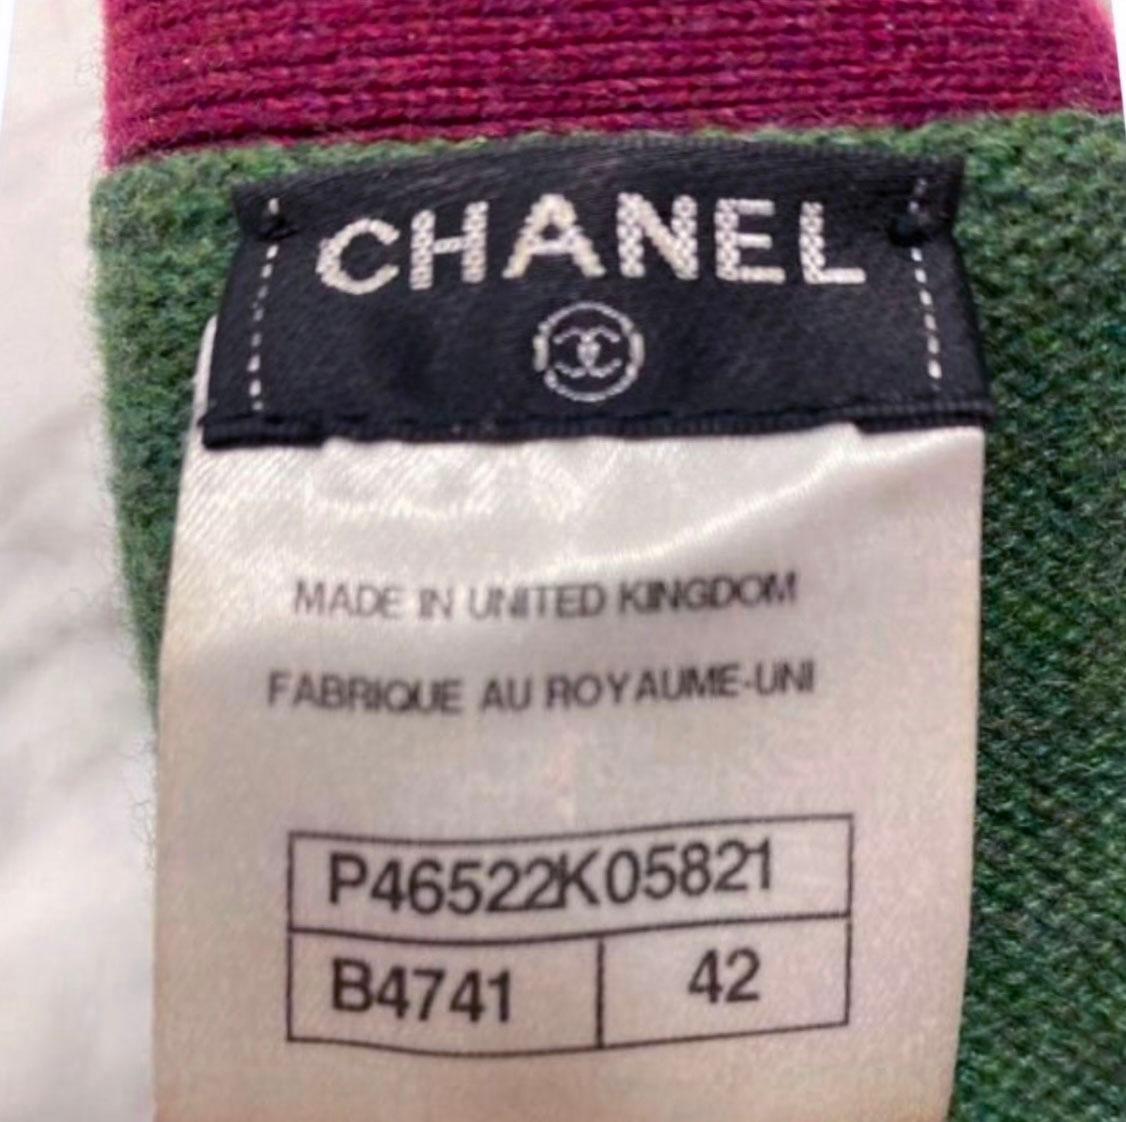 CHANEL
MADE IN UNITED KINGDOM
FABRIQUE AU ROYAUME-UNI
P46522K05821
B4741 42